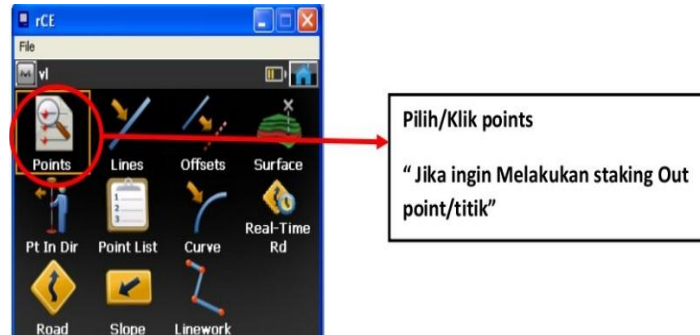 rCE
File
vl
Points Lines Offsets Surface
Pt In Dir Point List Curve Real-Time Rd
Road Slope Linework
Pilih/Klik points
“ Jika ingin Melakukan staking Out
point/titik”